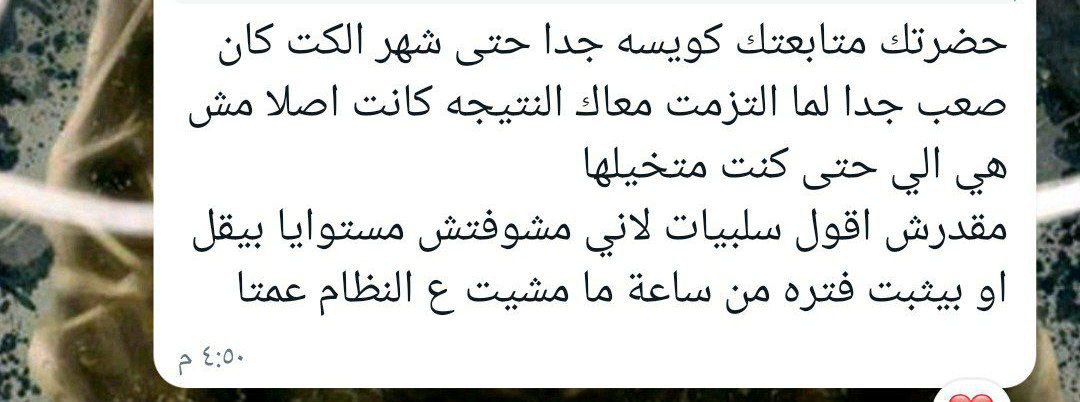 حضرتك متابعتك كويسه جدا حتى شهر الكت كان
صعب جدا لما التزمت معاك النتيجه كانت اصلا مش
هي الي حتى كنت متخيلها
مقدرش اقول سلبيات لاني مشوفتش مستوايا بيقل
او بيثبت فتره من ساعة ما مشيت ع النظام عمتا
٤:٥٠ م